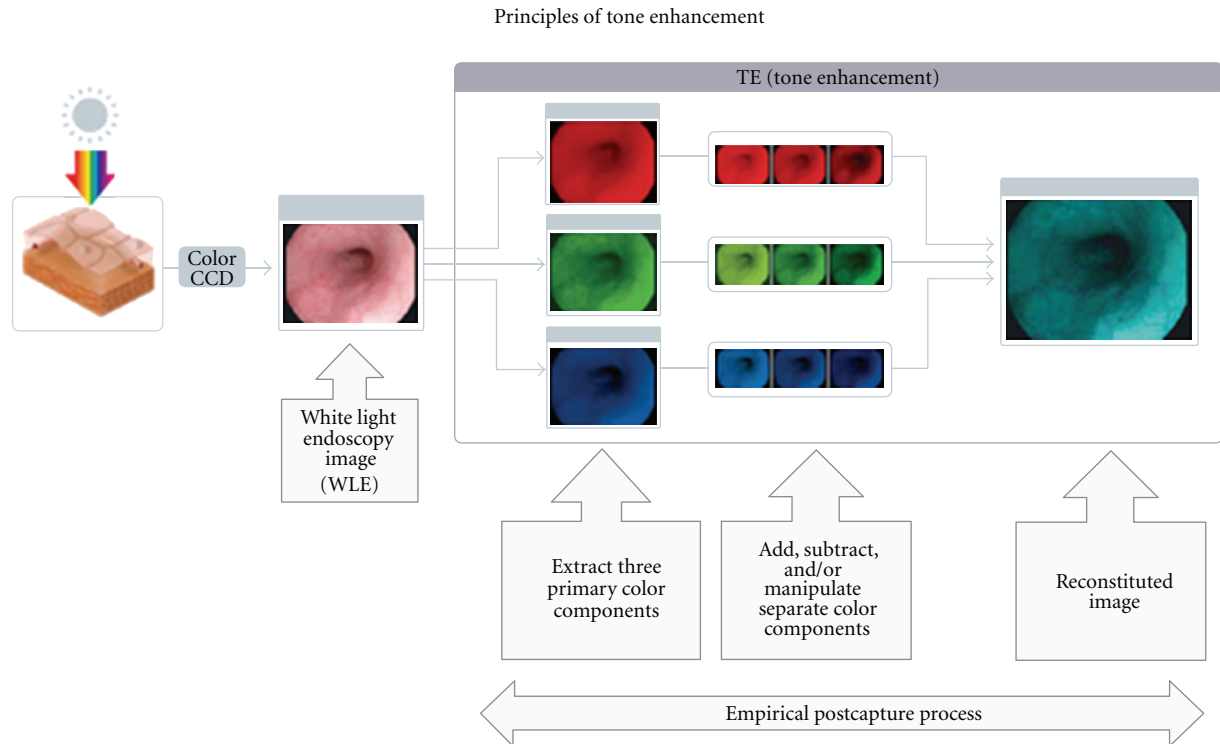 Principles of tone enhancement
TE (tone enhancement)
Color
CCD
White light
endoscopy
image
(WLE)
Extract three
primary color
components
Add, subtract,
and/or
manipulate
separate color
components
Reconstituted
image
Empirical postcapture process